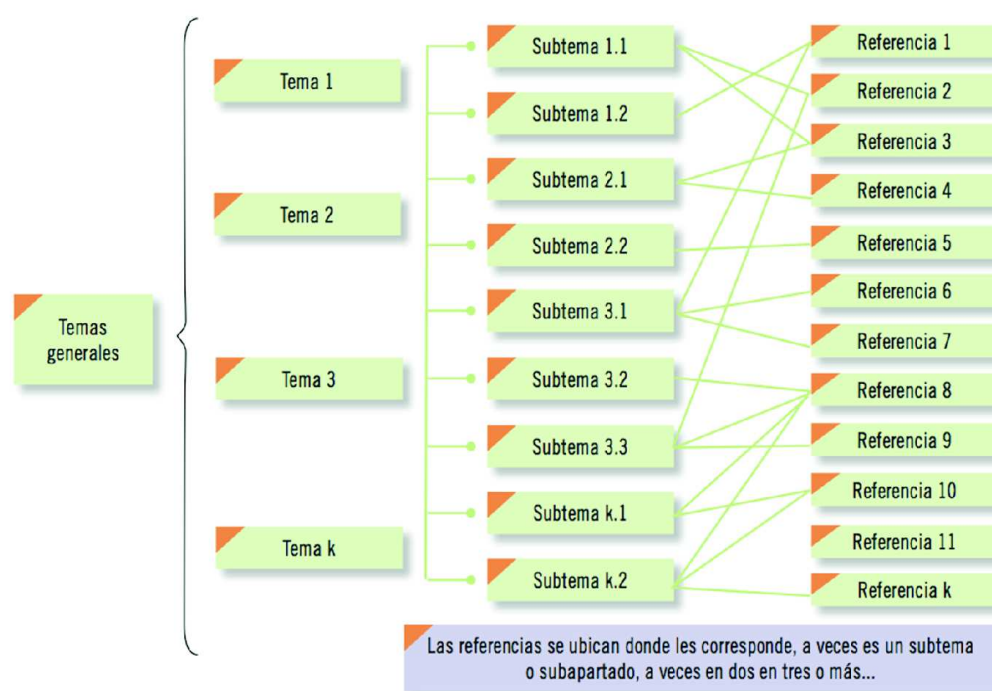 Temas
generales
Tema 1
Tema 2
Tema 3
Tema k
Subtema 1.1
Subtema 1.2
Subtema 2.1
Subtema 2.2
Subtema 3.1
Subtema 3.2
Subtema 3.3
Subtema k.1
Subtema k.2
Referencia 1
Referencia 2
Referencia 3
Referencia 4
Referencia 5
Referencia 6
Referencia 7
Referencia 8
Referencia 9
Referencia 10
Referencia 11
Referencia k
Las referencias se ubican donde les corresponde, a veces es un subtema
o subapartado, a veces en dos en tres o más...